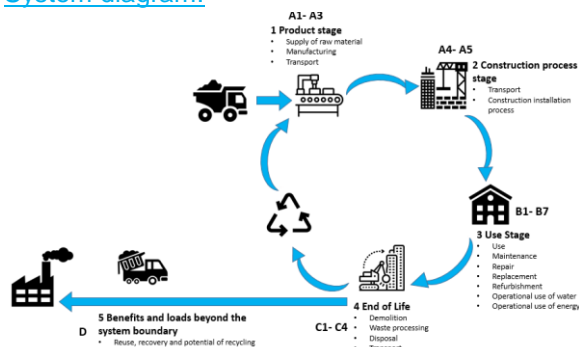 System diagram:
A1- A3
1 Product stage
• Supply of raw material
• Manufacturing
• Transport
A4- A5
2 Construction process
stage
• Transport
• Construction installation
process
B1- B7
3 Use Stage
• Use
• Maintenance
• Repair
• Replacement
• Refurbishment
• Operational use of water
• Operational use of energy
4 End of Life
C1- C4
• Demolition
• Waste processing
• Disposal
• Transport
5 Benefits and loads beyond the
D system boundary
• Reuse, recovery and potential of recycling